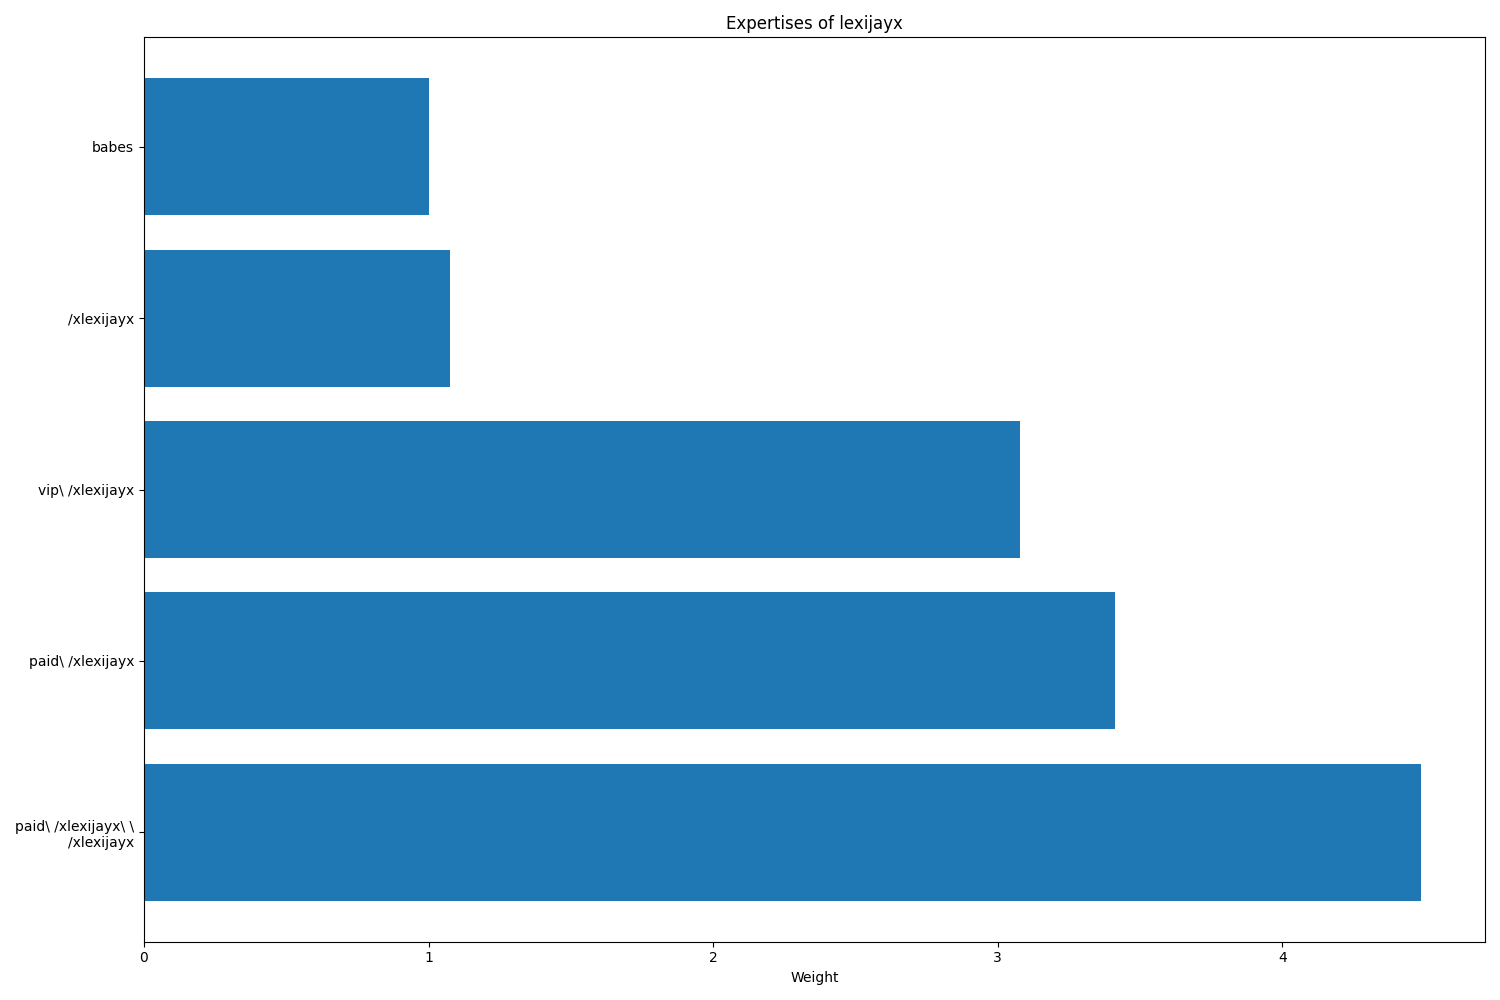 Expertises of lexijayx
babes
/xlexijayx
vip\ /xlexijayx
paid\ /xlexijayx
paid\ /xlexijayx\ \
/xlexijayx
0 1 2 3 4
Weight